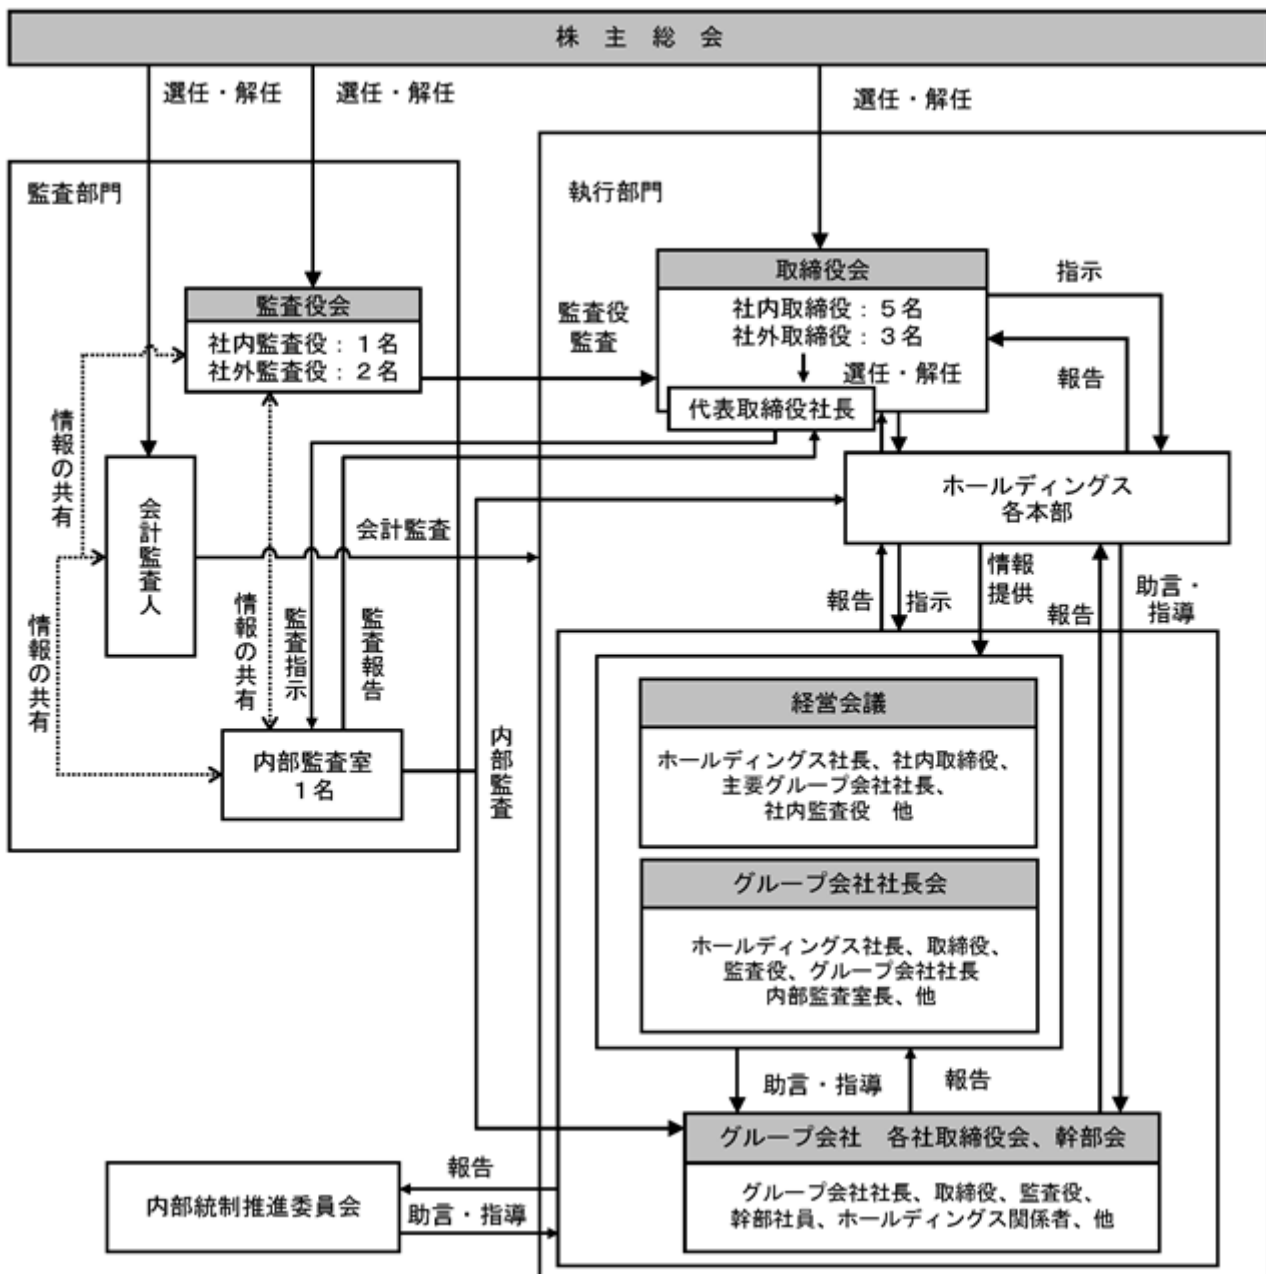 株 主 総 会
選任・解任
選任・解任
選任・解任
監査部門
執行部門
監査役会
社内監査役：１名
社外監査役：２名
監査役
監査
取締役会
社内取締役：５名
社外取締役：３名
選任・解任
代表取締役社長
指示
報告
ホールディングス
各本部
情報の共有
会計監査人
会計監査
情報の共有
情報の共有
監査指示
監査報告
内部監査室
１名
内部監査
報告
指示
情報
提供
報告
助言・
指導
経営会議
ホールディングス社長、社内取締役、
主要グループ会社社長、
社内監査役　他
グループ会社社長会
ホールディングス社長、取締役、
監査役、グループ会社社長
内部監査室長、他
助言・指導
報告
グループ会社　各社取締役会、幹部会
グループ会社社長、取締役、監査役、
幹部社員、ホールディングス関係者、他
内部統制推進委員会
報告
助言・指導